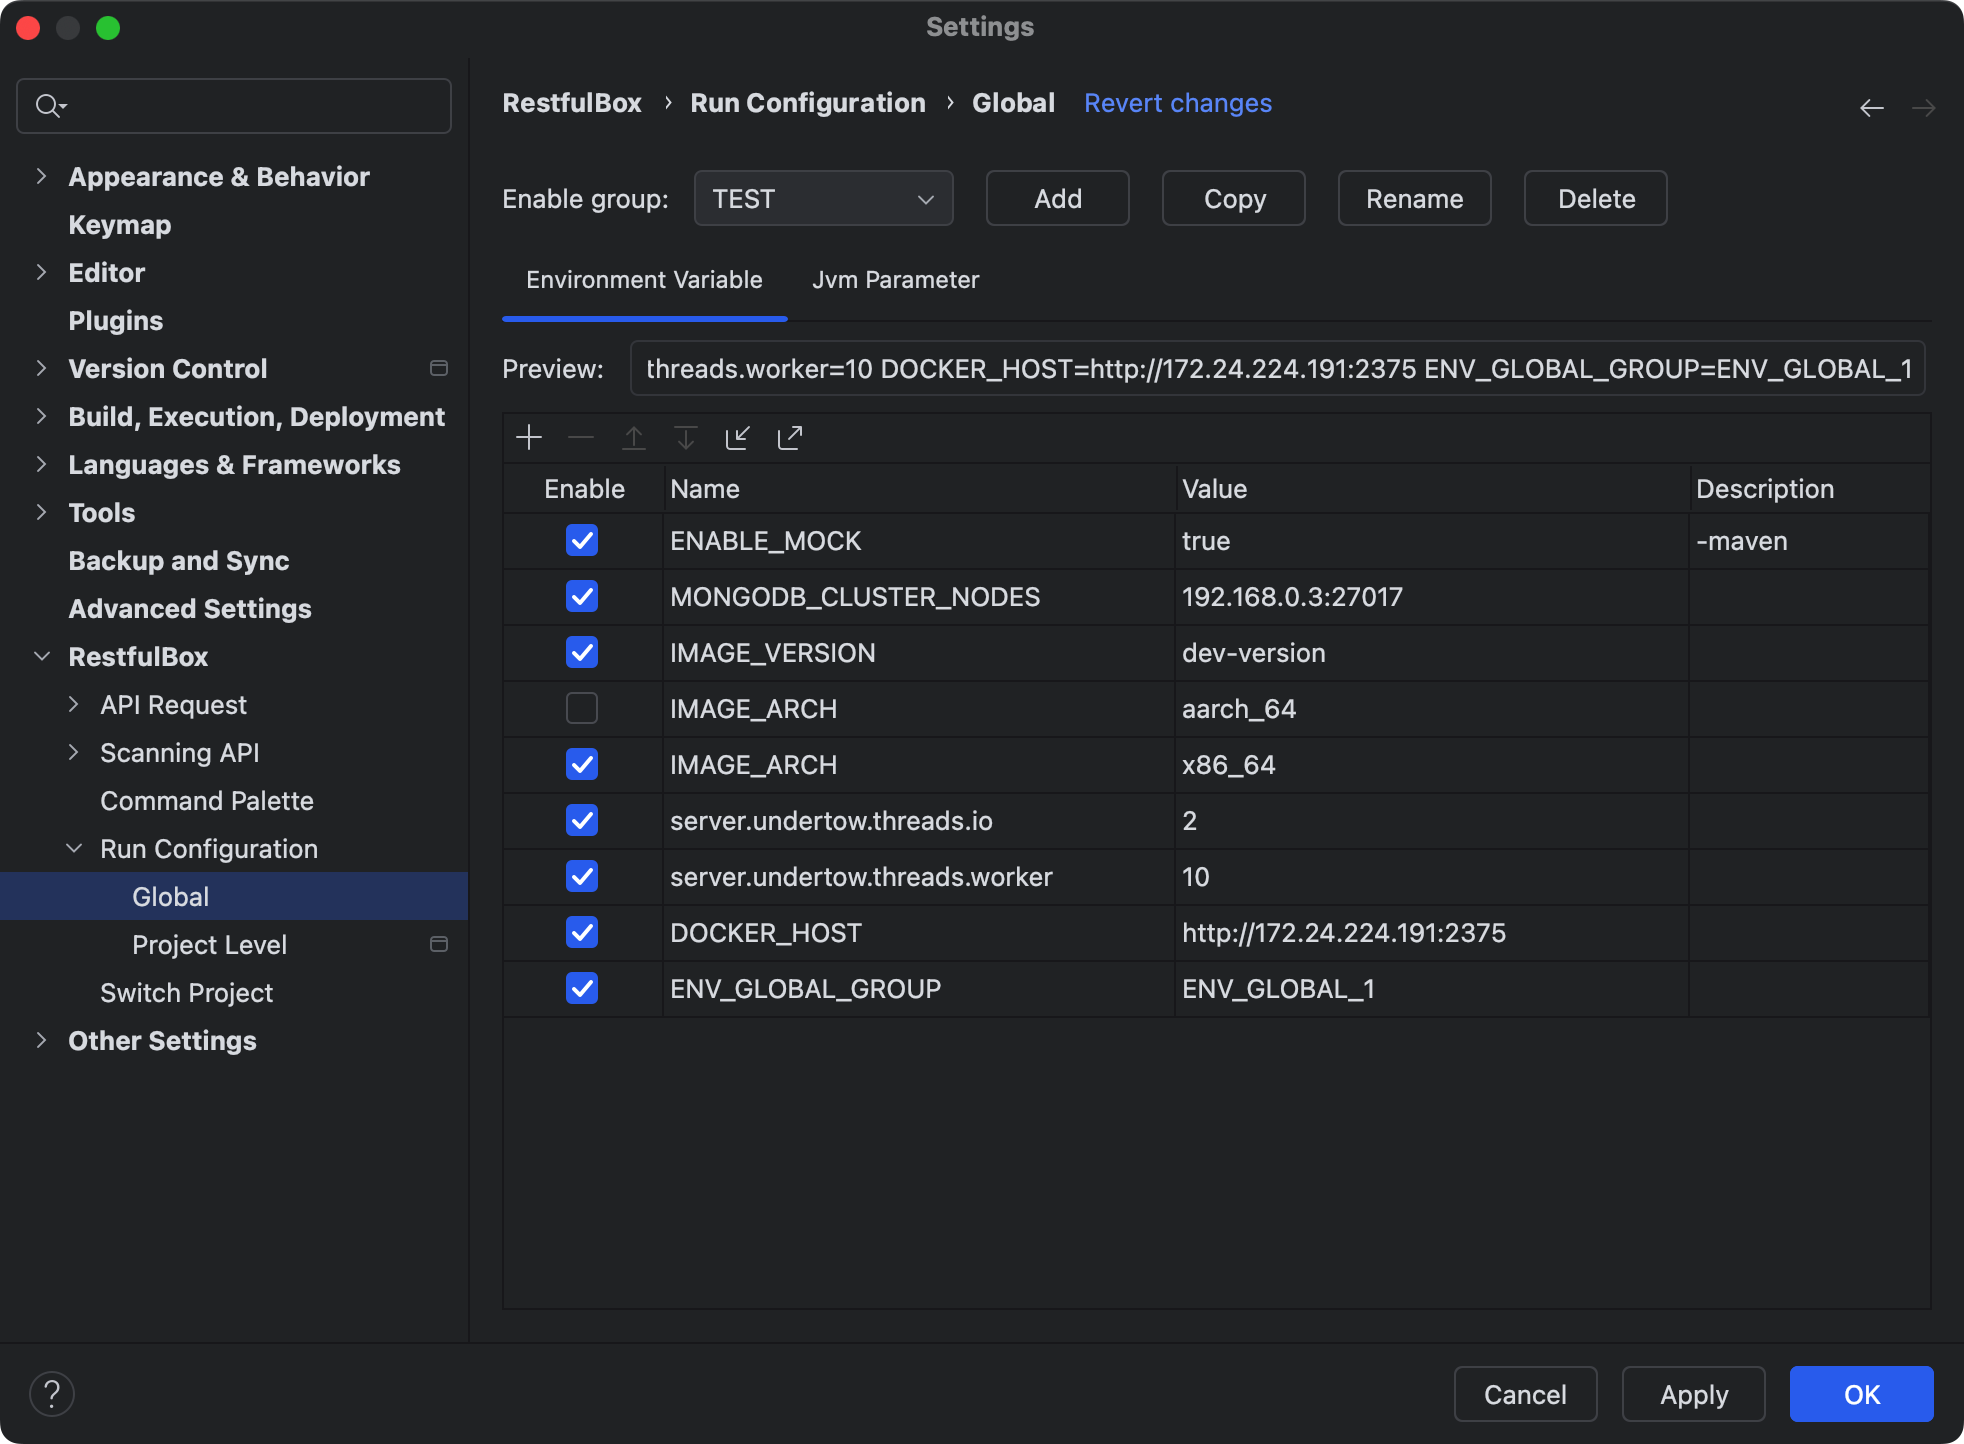 Settings
Appearance & Behavior
Keymap
Editor
Plugins
Version Control
Build, Execution, Deployment
Languages & Frameworks
Tools
Backup and Sync
Advanced Settings
RestfulBox
API Request
Scanning API
Command Palette
Run Configuration
Global
Project Level
Switch Project
Other Settings
RestfulBox › Run Configuration › Global Revert changes
Enable group: TEST Add Copy Rename Delete
Environment Variable Jvm Parameter
Preview: threads.worker=10 DOCKER_HOST=http://172.24.224.191:2375 ENV_GLOBAL_GROUP=ENV_GLOBAL_1
Enable Name Value Description
ENABLE_MOCK true -maven
MONGODB_CLUSTER_NODES 192.168.0.3:27017
IMAGE_VERSION dev-version
IMAGE_ARCH aarch_64
IMAGE_ARCH x86_64
server.undertow.threads.io 2
server.undertow.threads.worker 10
DOCKER_HOST http://172.24.224.191:2375
ENV_GLOBAL_GROUP ENV_GLOBAL_1
? Cancel Apply OK